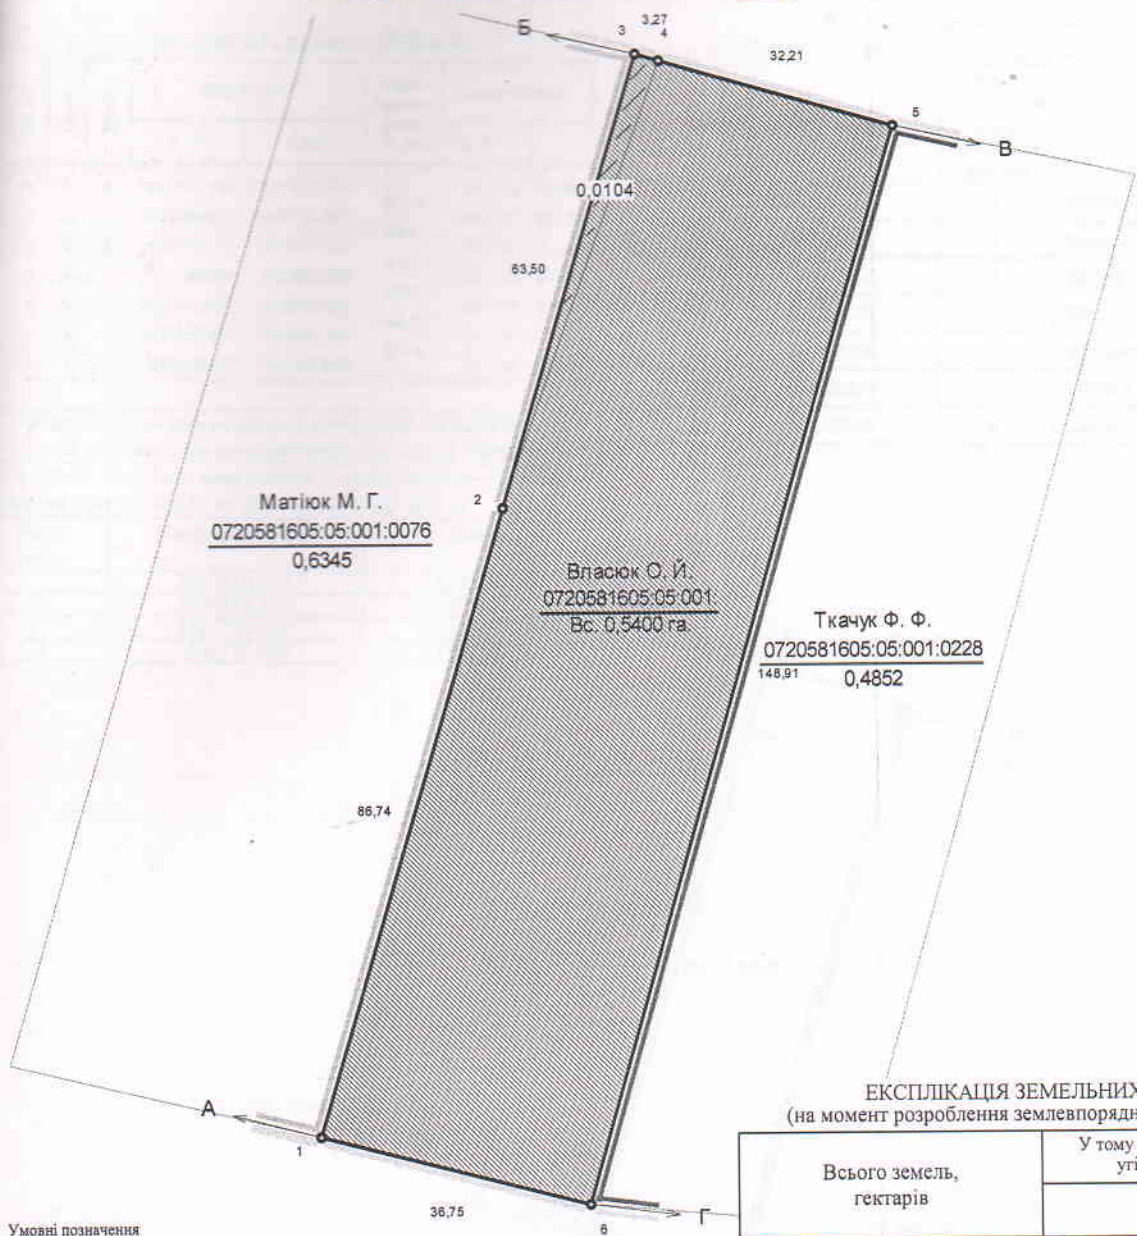 Б
3
3,27
4
32,21
5
В
0,0104
63,50
2
Матіюк М. Г.
0720581605:05:001:0076
0,6345
Власюк О. Й.
0720581605:05:001:
Вс. 0,5400 га.
Ткачук Ф. Ф.
0720581605:05:001:0228
148,91
0,4852
86,74
А
1
36,75
6
Г
ЕКСПЛІКАЦІЯ ЗЕМЕЛЬНИХ
(на момент розроблення землевпорядн
Всього земель,
гектарів
У тому
угі
Умовні позначення